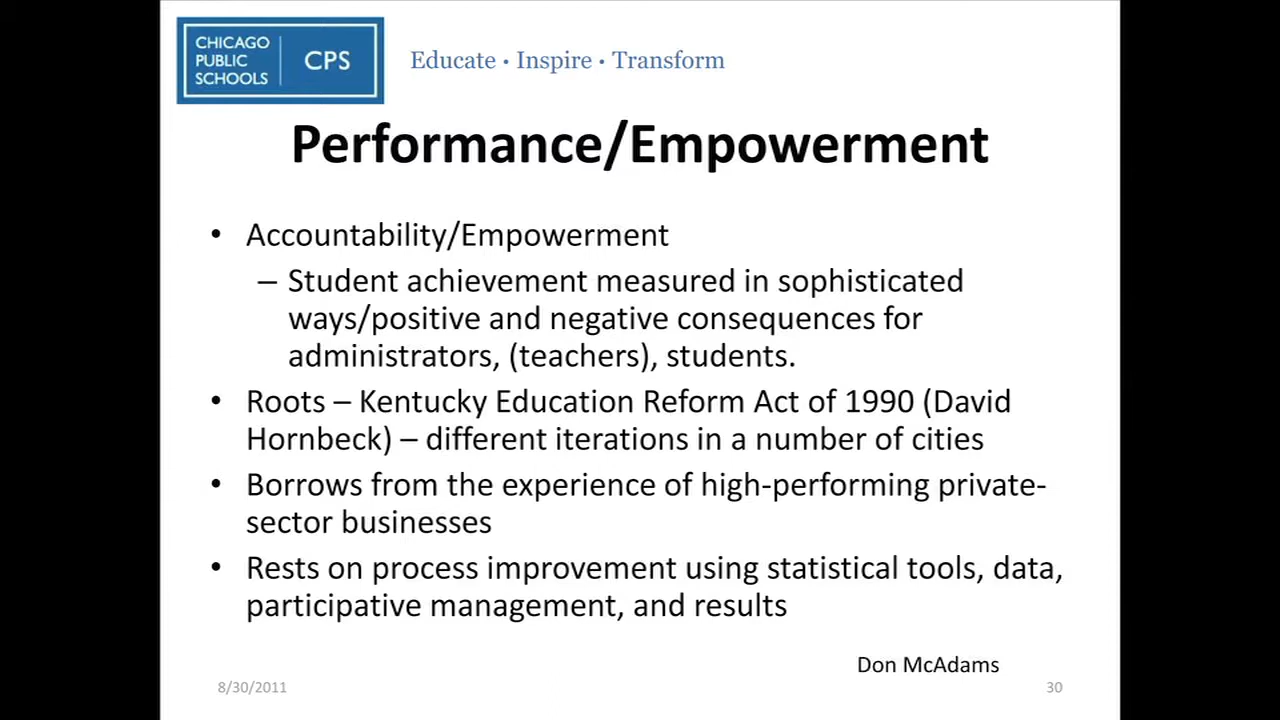 CHICAGO
PUBLIC
SCHOOLS
CPS
Educate • Inspire • Transform
Performance/Empowerment
• Accountability/Empowerment
– Student achievement measured in sophisticated
ways/positive and negative consequences for
administrators, (teachers), students.
• Roots – Kentucky Education Reform Act of 1990 (David
Hornbeck) – different iterations in a number of cities
• Borrows from the experience of high-performing private-
sector businesses
• Rests on process improvement using statistical tools, data,
participative management, and results
Don McAdams
8/30/2011
30